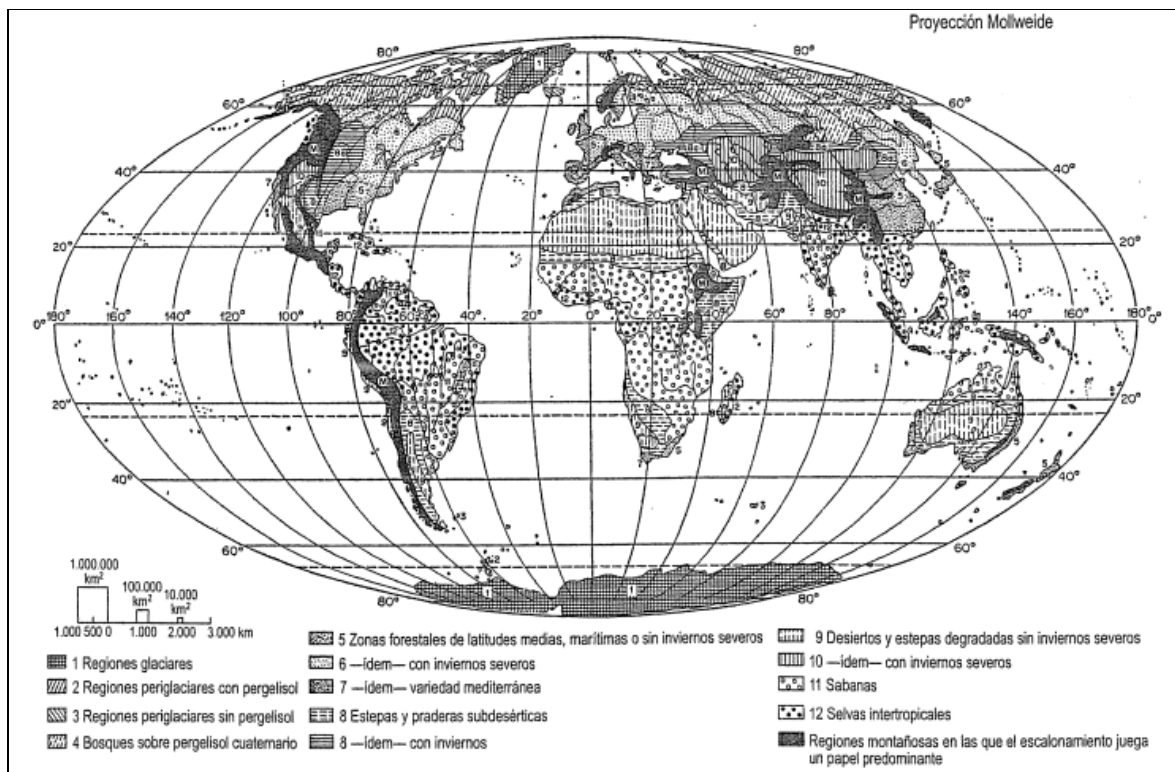 Proyección Mollweide
80° 80°
60° 60°
40° 40°
20° 20°
180 160° 140° 120° 100° 80° 60° 40° 20° 0° 20° 40° 60° 80° 140° 160° 180°
0° 0°
20° 20°
40° 40°
60° 60°
80° 80°
1.000.000 km²
100.000 km²
10.000 km²
1.000 500 0 1.000 2.000 3.000 km
1 Regiones glaciares
2 Regiones periglaciares con pergelisol
3 Regiones periglaciares sin pergelisol
4 Bosques sobre pergelisol cuaternario
5 Zonas forestales de latitudes medias, marítimas o sin inviernos severos
6 —ídem— con inviernos severos
7 —ídem— variedad mediterránea
8 Estepas y praderas subdesérticas
8 —ídem— con inviernos
9 Desiertos y estepas degradadas sin inviernos severos
10 —ídem— con inviernos severos
11 Sabanas
12 Selvas intertropicales
Regiones montañosas en las que el escalonamiento juega
un papel predominante